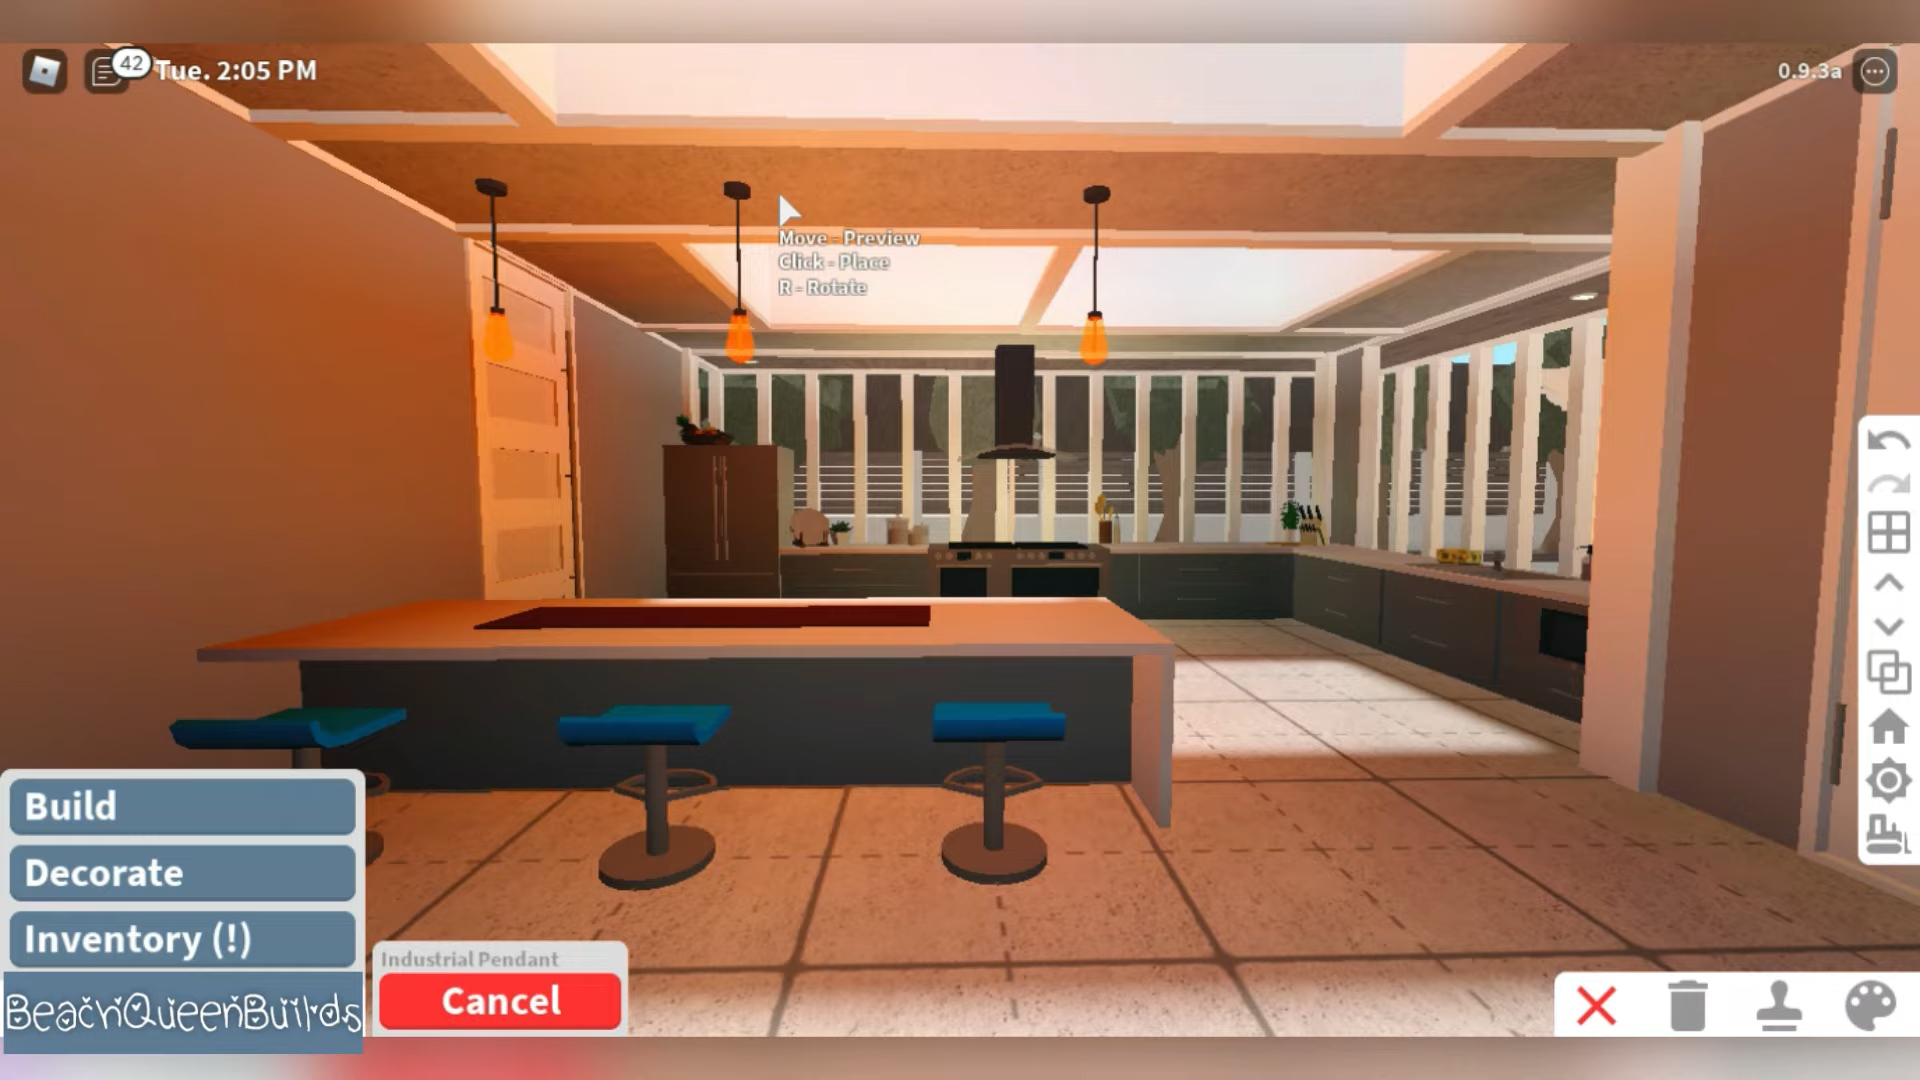 42
Tue. 2:05 PM
0.9.3a
Move - Preview
Click - Place
R - Rotate
Build
Decorate
Inventory (!)
BeachQueenBuilds
Industrial Pendant
Cancel